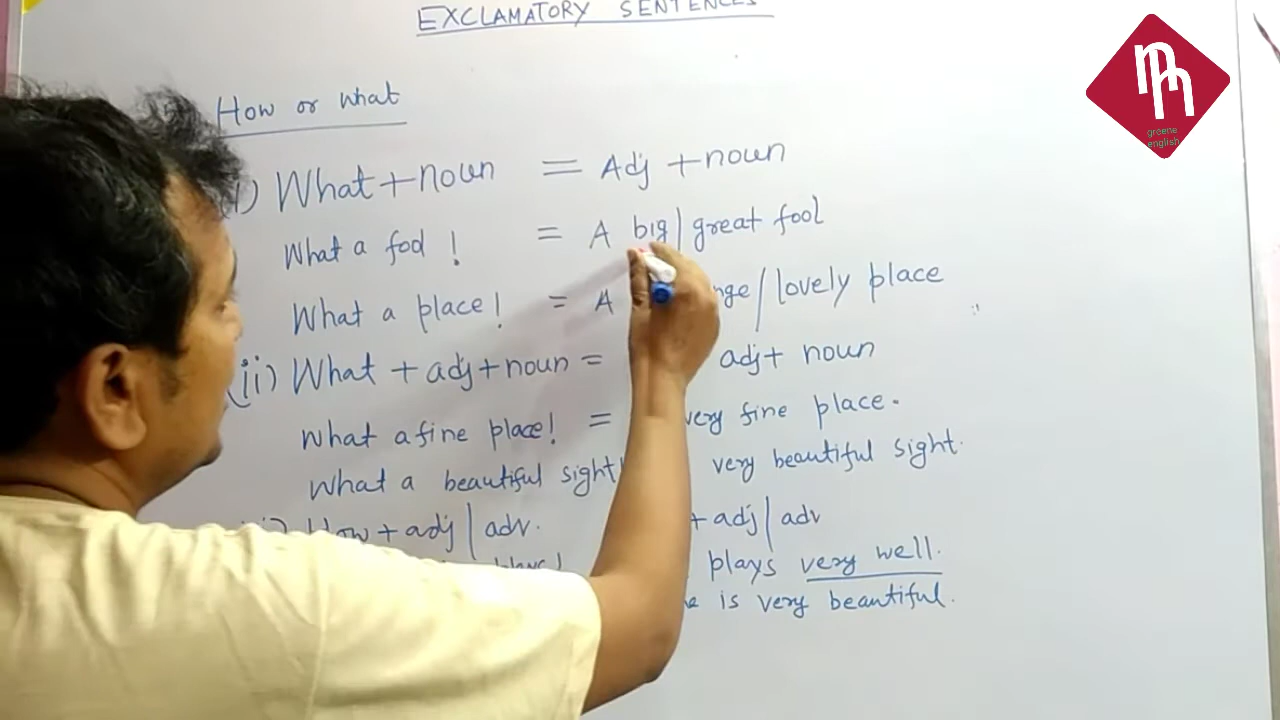 EXCLAMATORY SENTENCES
How or what
i) What+noun = Adj +noun
What a fool ! = A big/great fool
What a place! = A /lovely place
(ii) What + adj+noun = adj+ noun
What a fine place! = very fine place.
What a beautiful sight! very beautiful sight.
How + adj/adv. + adj/adv
plays very well.
is very beautiful.
greene
english